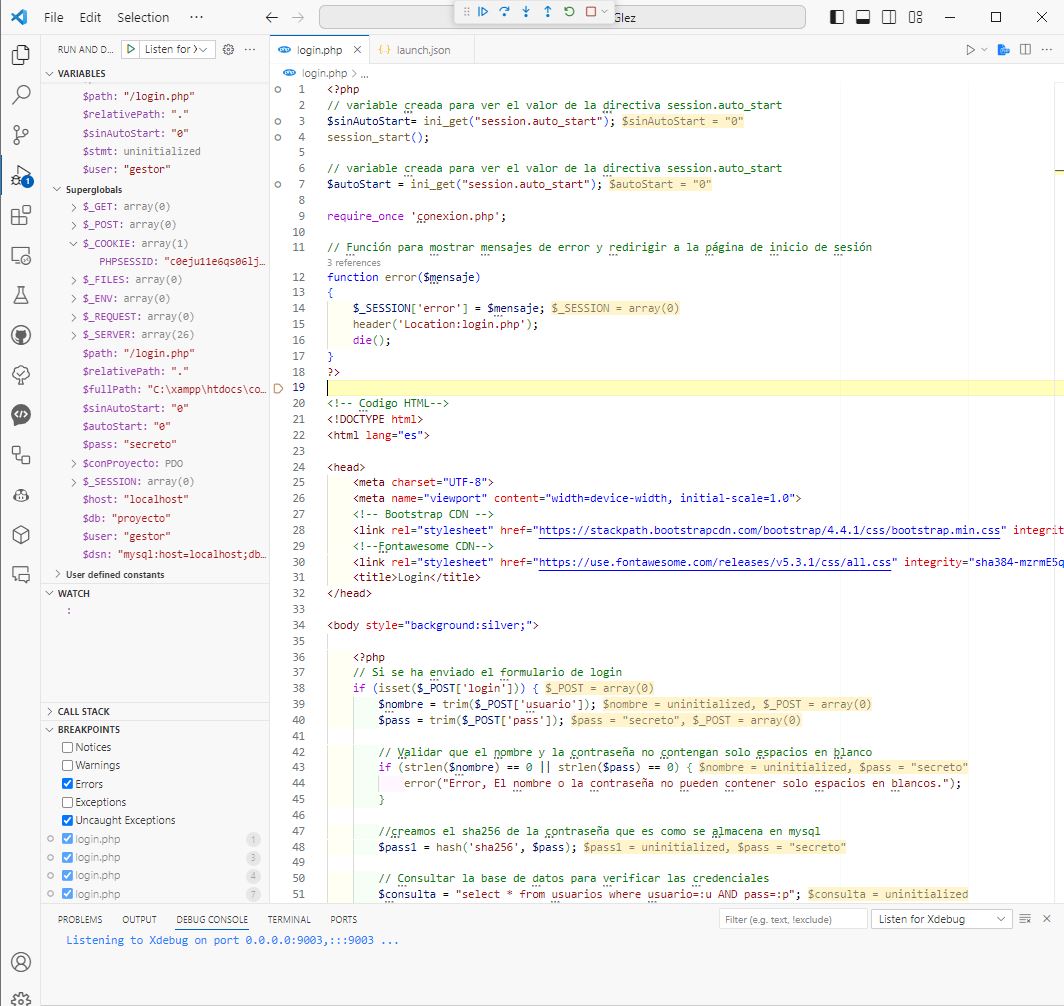 File Edit Selection ··· Glez
RUN AND D... Listen for X ···
VARIABLES
$path: "/login.php"
$relativePath: "."
$sinAutoStart: "0"
$stmt: uninitialized
$user: "gestor"
Superglobals
$_GET: array(0)
$_POST: array(0)
$_COOKIE: array(1)
PHPSESSID: "c0eju11e6qs06lj…
$_FILES: array(0)
$_ENV: array(0)
$_REQUEST: array(0)
$_SERVER: array(26)
$path: "/login.php"
$relativePath: "."
$fullPath: "C:\xampp\htdocs\co…
$sinAutoStart: "0"
$autoStart: "0"
$pass: "secreto"
$conProyecto: PDO
$_SESSION: array(0)
$host: "localhost"
$db: "proyecto"
$user: "gestor"
$dsn: "mysql:host=localhost;db…
User defined constants
WATCH
:
CALL STACK
BREAKPOINTS
Notices
Warnings
Errors
Exceptions
Uncaught Exceptions
login.php 1
login.php 3
login.php 4
login.php 7
1
login.php launch.json
login.php > ...
1 <?php
2 // variable creada para ver el valor de la directiva session.auto_start
3 $sinAutoStart= ini_get("session.auto_start"); $sinAutoStart = "0"
4 session_start();
5
6 // variable creada para ver el valor de la directiva session.auto_start
7 $autoStart = ini_get("session.auto_start"); $autoStart = "0"
8
9 require_once 'conexion.php';
10
11 // Función para mostrar mensajes de error y redirigir a la página de inicio de sesión
3 references
12 function error($mensaje)
13 {
14 $_SESSION['error'] = $mensaje; $_SESSION = array(0)
15 header('Location:login.php');
16 die();
17 }
18 ?>
19
20 <!-- Codigo HTML-->
21 <!DOCTYPE html>
22 <html lang="es">
23
24 <head>
25 <meta charset="UTF-8">
26 <meta name="viewport" content="width=device-width, initial-scale=1.0">
27 <!-- Bootstrap CDN -->
28 <link rel="stylesheet" href="https://stackpath.bootstrapcdn.com/bootstrap/4.4.1/css/bootstrap.min.css" integrit
29 <!--Fontawesome CDN-->
30 <link rel="stylesheet" href="https://use.fontawesome.com/releases/v5.3.1/css/all.css" integrity="sha384-mzrmE5q
31 <title>Login</title>
32 </head>
33
34 <body style="background:silver;">
35
36 <?php
37 // Si se ha enviado el formulario de login
38 if (isset($_POST['login'])) { $_POST = array(0)
39 $nombre = trim($_POST['usuario']); $nombre = uninitialized, $_POST = array(0)
40 $pass = trim($_POST['pass']); $pass = "secreto", $_POST = array(0)
41
42 // Validar que el nombre y la contraseña no contengan solo espacios en blanco
43 if (strlen($nombre) == 0 || strlen($pass) == 0) { $nombre = uninitialized, $pass = "secreto"
44 error("Error, El nombre o la contraseña no pueden contener solo espacios en blancos.");
45 }
46
47 //creamos el sha256 de la contraseña que es como se almacena en mysql
48 $pass1 = hash('sha256', $pass); $pass1 = uninitialized, $pass = "secreto"
49
50 // Consultar la base de datos para verificar las credenciales
51 $consulta = "select * from usuarios where usuario=:u AND pass=:p"; $consulta = uninitialized
PROBLEMS OUTPUT DEBUG CONSOLE TERMINAL PORTS Filter (e.g. text, !exclude) Listen for Xdebug
Listening to Xdebug on port 0.0.0.0:9003,:::9003 ...